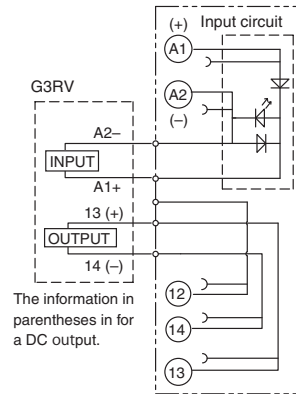 (+)
Input circuit
A1
G3RV
A2
(–)
A2–
INPUT
A1+
13 (+)
OUTPUT
14 (–)
12
14
13
The information in
parentheses in for
a DC output.